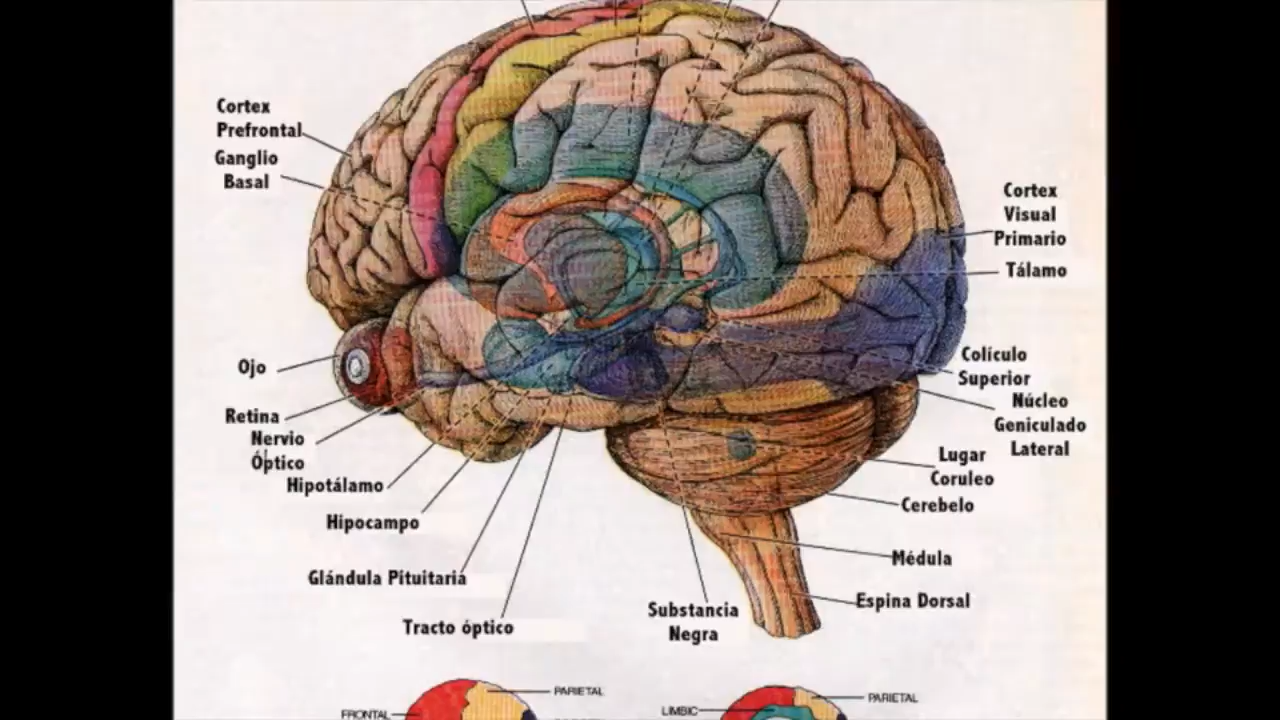 Cortex
Prefrontal
Ganglio
Basal
Ojo
Retina
Nervio
Óptico
Hipotálamo
Hipocampo
Glándula Pituitaria
Tracto óptico
Substancia
Negra
Cortex
Visual
Primario
Tálamo
Colículo
Superior
Núcleo
Geniculado
Lateral
Lugar
Coruleo
Cerebelo
Médula
Espina Dorsal
PARIETAL
FRONTAL
LIMBIC
PARIETAL